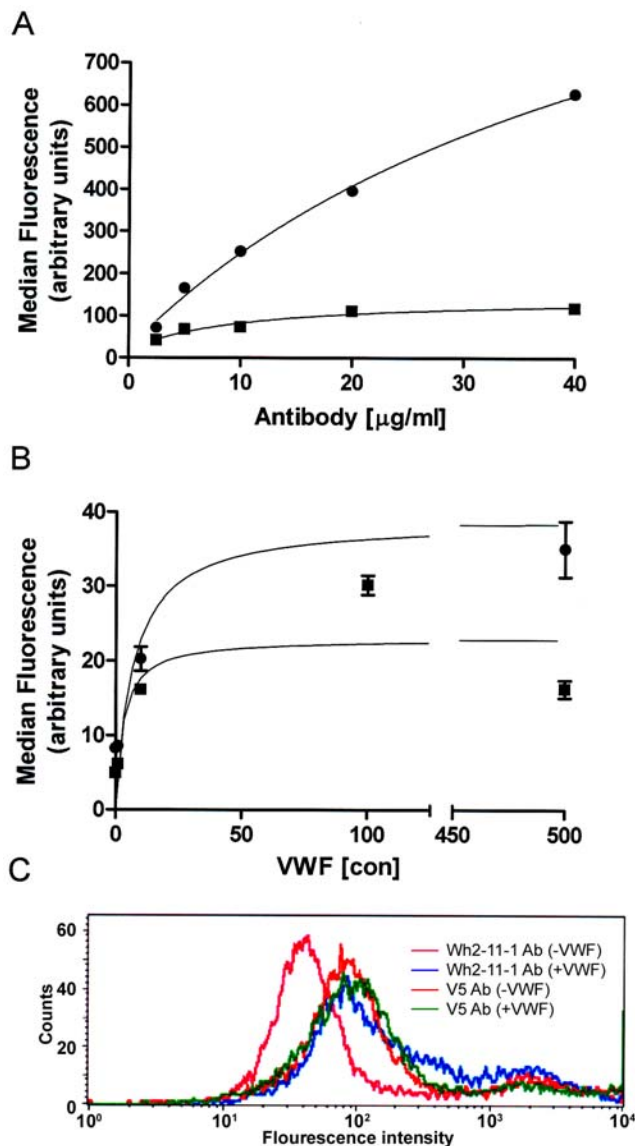 A
Median Fluorescence
(arbitrary units)
700
600
500
400
300
200
100
0
0 10 20 30 40
Antibody [μg/ml]
B
Median Fluorescence
(arbitrary units)
40
30
20
10
0
0 50 100 450 500
VWF [con]
C
Counts
60
40
20
0
Wh2-11-1 Ab (-VWF)
Wh2-11-1 Ab (+VWF)
V5 Ab (-VWF)
V5 Ab (+VWF)
10⁰ 10¹ 10² 10³ 10⁴
Flourescence intensity